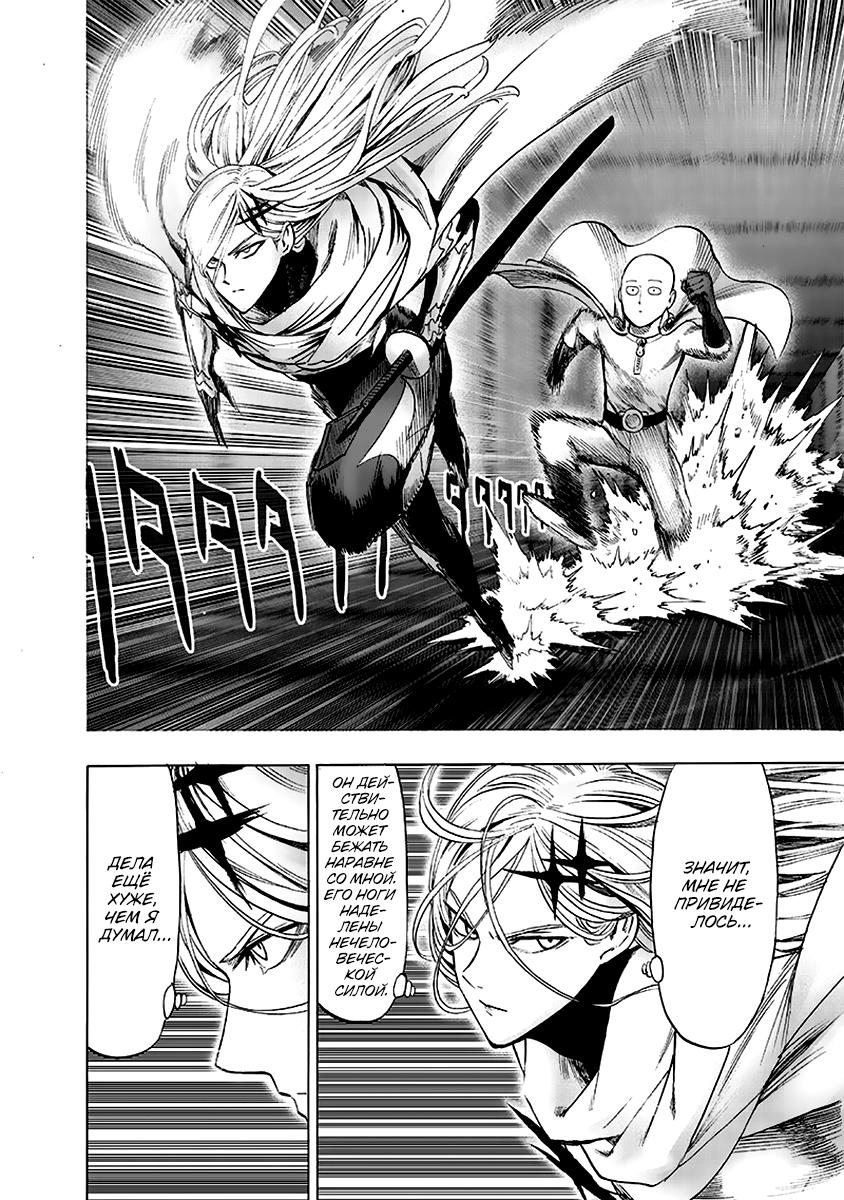 ЗНАЧИТ,
МНЕ НЕ
ПРИВИДЕ-
ЛОСЬ...
ОН ДЕЙ-
СТВИ-
ТЕЛЬНО
МОЖЕТ
БЕЖАТЬ
НАРАВНЕ
СО МНОЙ.
ЕГО НОГИ
НАДЕ-
ЛЕНЫ
НЕЧЕЛО-
ВЕЧЕС-
КОЙ
СИЛОЙ.
ДЕЛА
ЕЩЁ
ХУЖЕ,
ЧЕМ Я
ДУМАЛ...